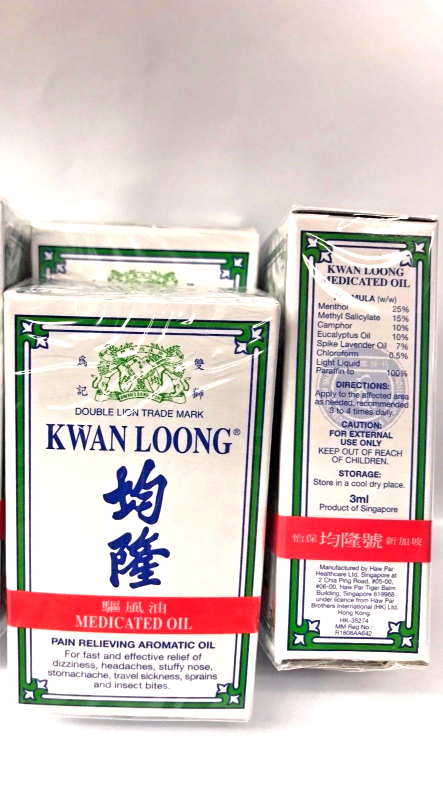 爲 雙
記 獅
KWAN LOONG
DOUBLE LION TRADE MARK
KWAN LOONG®
均
隆
驅風油
MEDICATED OIL
PAIN RELIEVING AROMATIC OIL
For fast and effective relief of
dizziness, headaches, stuffy nose,
stomachache, travel sickness, sprains
and insect bites.
KWAN LOONG
MEDICATED OIL
FORMULA (w/w)
Menthol 25%
Methyl Salicylate 15%
Camphor 10%
Eucalyptus Oil 10%
Spike Lavender Oil 7%
Chloroform 0.5%
Light Liquid
Paraffin to 100%
DIRECTIONS:
Apply to the affected area
as needed, recommended
3 to 4 times daily.
CAUTION:
FOR EXTERNAL
USE ONLY
KEEP OUT OF REACH
OF CHILDREN.
STORAGE:
Store in a cool dry place.
3ml
Product of Singapore
怡保 均隆號 新加坡
Manufactured by Haw Par
Healthcare Ltd, Singapore at
2 Chia Ping Road, #05-00,
#06-00, Haw Par Tiger Balm
Building, Singapore 619968
under licence from Haw Par
Brothers International (HK) Ltd.
Hong Kong.
HK-35274
MM Reg No.:
R1808AA642